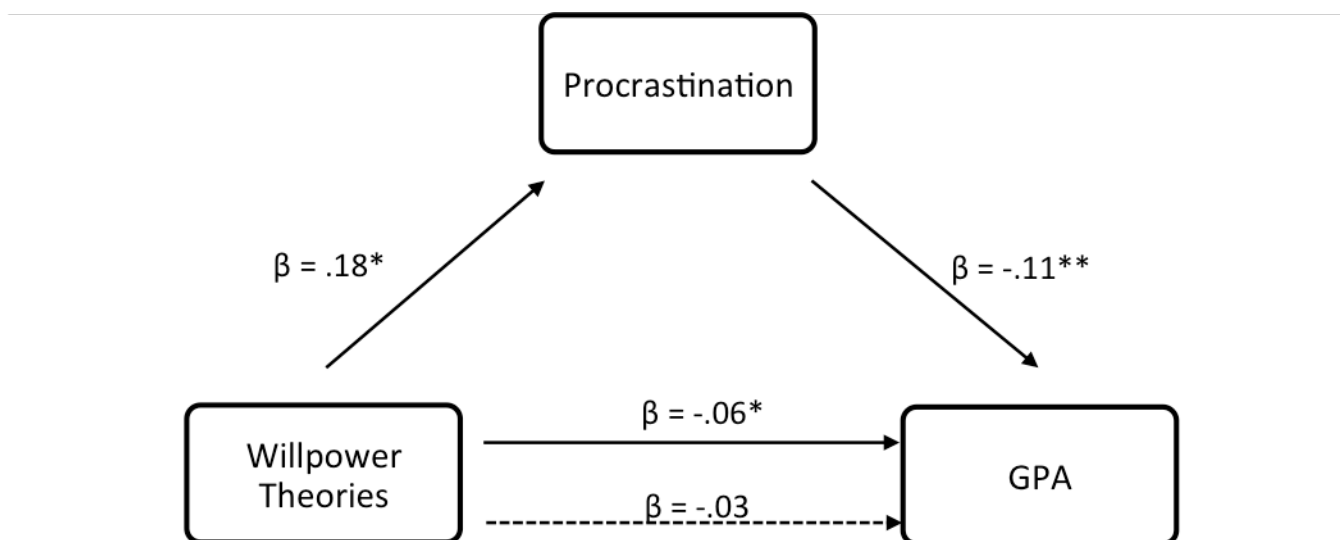 Procrastination
β = .18*
β = -.11**
β = -.06*
Willpower
Theories
GPA
β = -.03